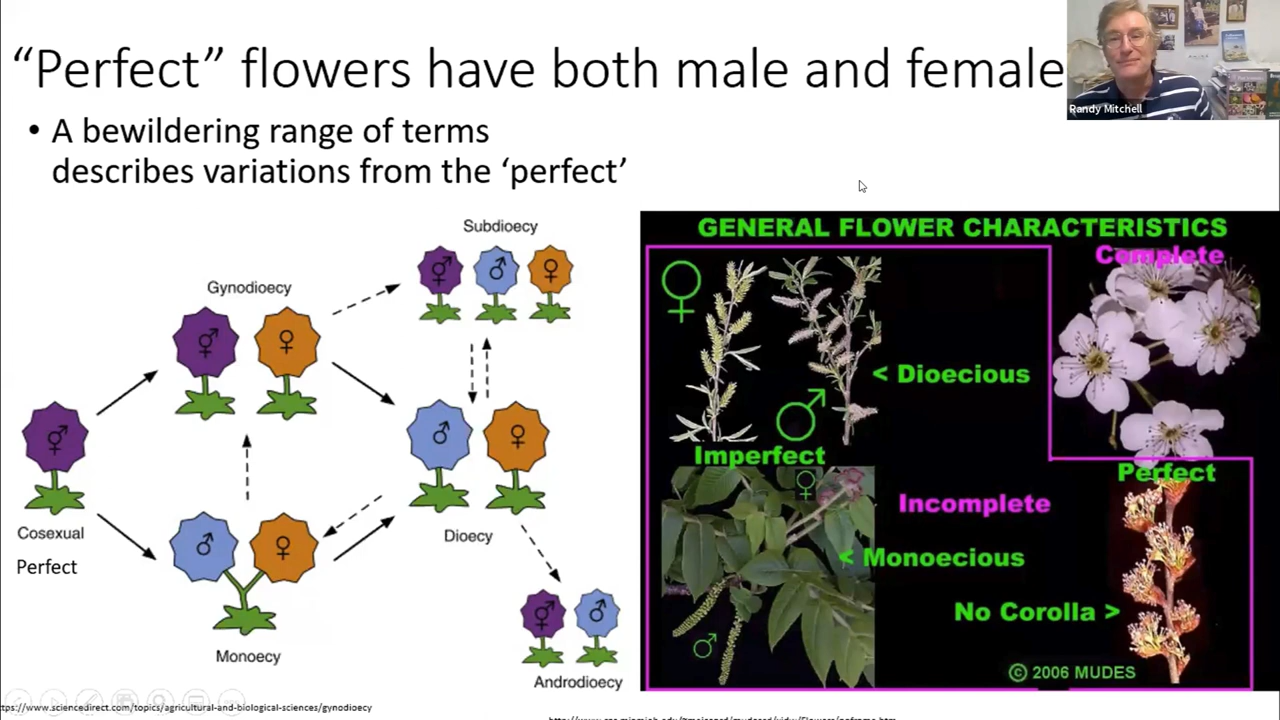 “Perfect” flowers have both male and female
Randy Mitchell
• A bewildering range of terms
describes variations from the ‘perfect’
Subdioecy
Gynodioecy
Cosexual
Perfect
Monoecy
Dioecy
Androdioecy
GENERAL FLOWER CHARACTERISTICS
Complete
< Dioecious
Imperfect
Perfect
Incomplete
< Monoecious
No Corolla >
© 2006 MUDES
ttps://www.sciencedirect.com/topics/agricultural-and-biological-sciences/gynodioecy